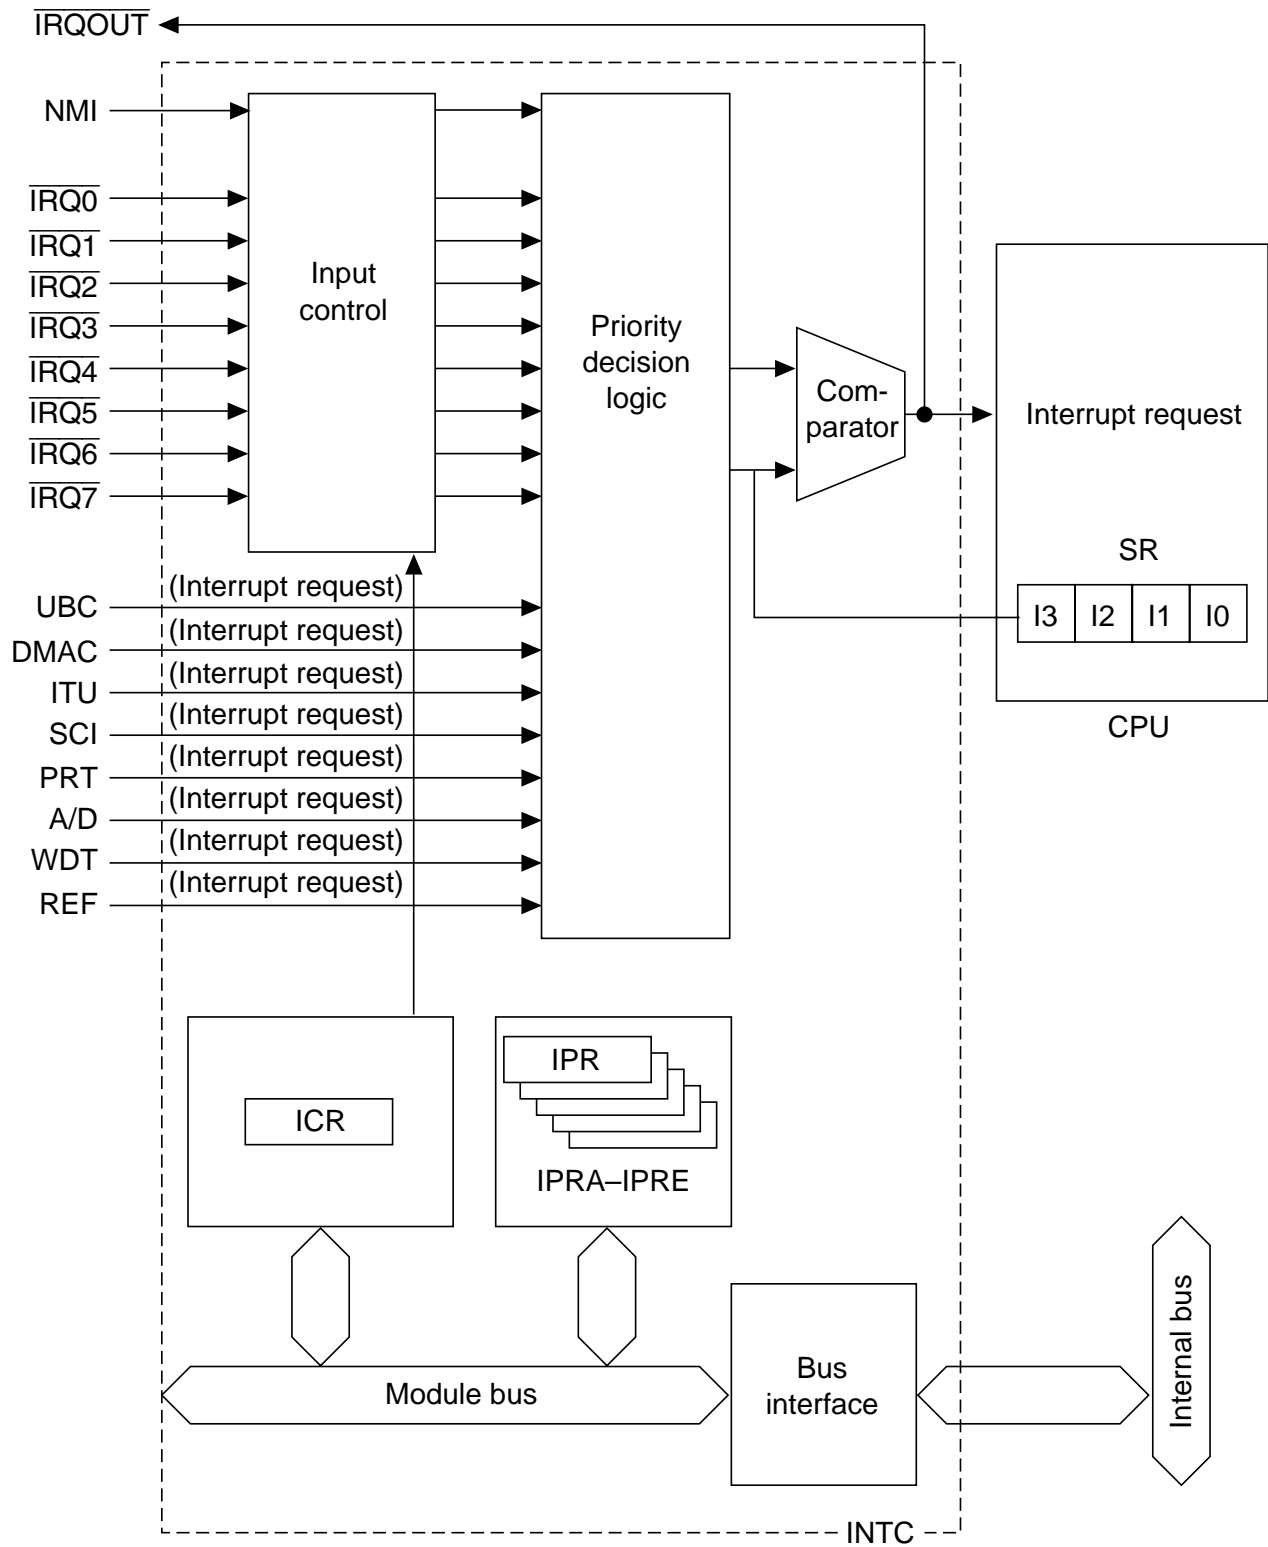 IRQOUT
NMI
IRQ0
IRQ1
IRQ2
IRQ3
IRQ4
IRQ5
IRQ6
IRQ7
Input
control
Priority
decision
logic
Com-
parator
Interrupt request
SR
I3 I2 I1 I0
CPU
UBC
(Interrupt request)
DMAC
(Interrupt request)
ITU
(Interrupt request)
SCI
(Interrupt request)
PRT
(Interrupt request)
A/D
(Interrupt request)
WDT
(Interrupt request)
REF
(Interrupt request)
ICR
IPR
IPRA–IPRE
Module bus
Bus
interface
Internal bus
INTC